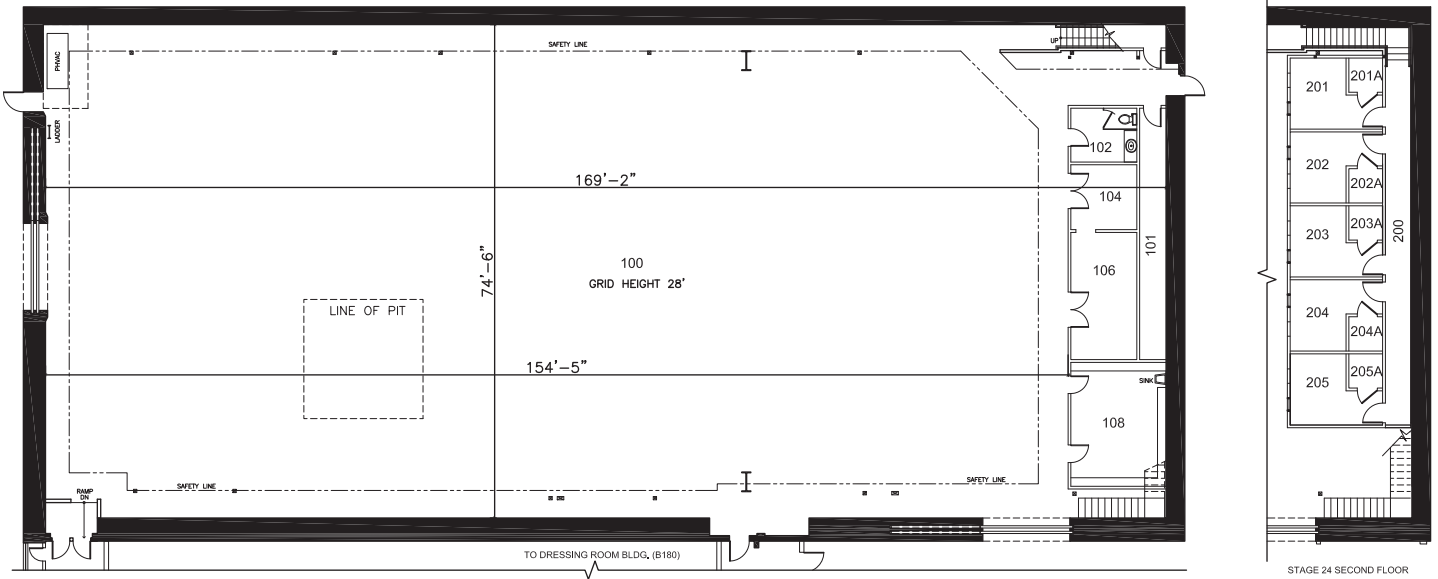 SAFETY LINE
UP
PHVAC
LADDER
102
169'-2"
104
101
74'-6"
100
GRID HEIGHT 28'
106
LINE OF PIT
154'-5"
SINK
108
SAFETY LINE
SAFETY LINE
RAMP
DN
TO DRESSING ROOM BLDG. (B180)
201
201A
202
202A
203
203A
200
204
204A
205
205A
STAGE 24 SECOND FLOOR